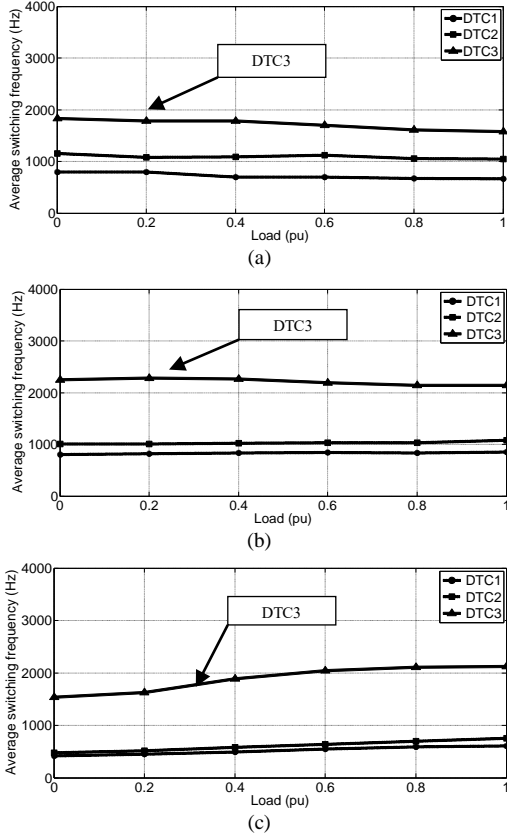 4000
3000
2000
1000
0
Average switching frequency (Hz)
DTC3
DTC1
DTC2
DTC3
0 0.2 0.4 0.6 0.8 1
Load (pu)
(a)
4000
3000
2000
1000
0
Average switching frequency (Hz)
DTC3
DTC1
DTC2
DTC3
0 0.2 0.4 0.6 0.8 1
Load (pu)
(b)
4000
3000
2000
1000
0
Average switching frequency (Hz)
DTC3
DTC1
DTC2
DTC3
0 0.2 0.4 0.6 0.8 1
Load (pu)
(c)